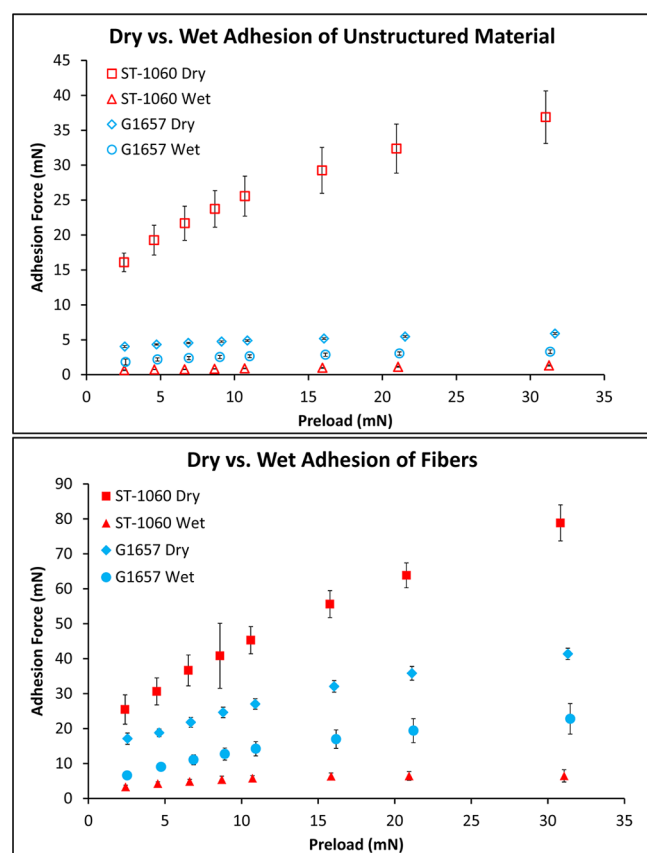 Dry vs. Wet Adhesion of Unstructured Material
45
40
35
30
25
20
15
10
5
0
Adhesion Force (mN)
ST-1060 Dry
ST-1060 Wet
G1657 Dry
G1657 Wet
0 5 10 15 20 25 30 35
Preload (mN)
Dry vs. Wet Adhesion of Fibers
90
80
70
60
50
40
30
20
10
0
Adhesion Force (mN)
ST-1060 Dry
ST-1060 Wet
G1657 Dry
G1657 Wet
0 5 10 15 20 25 30 35
Preload (mN)